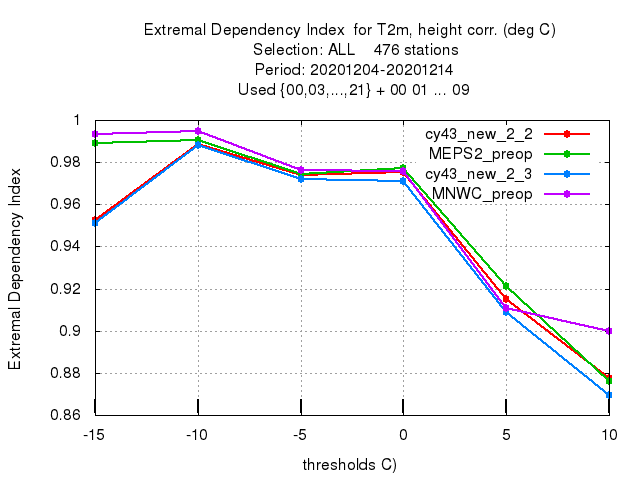 Extremal Dependency Index  for T2m, height corr. (deg C)
Selection: ALL    476 stations
Period: 20201204-20201214
Used {00,03,...,21} + 00 01 ... 09
cy43_new_2_2
MEPS2_preop
cy43_new_2_3
MNWC_preop
Extremal Dependency Index
1
0.98
0.96
0.94
0.92
0.9
0.88
0.86
-15 -10 -5 0 5 10
thresholds C)